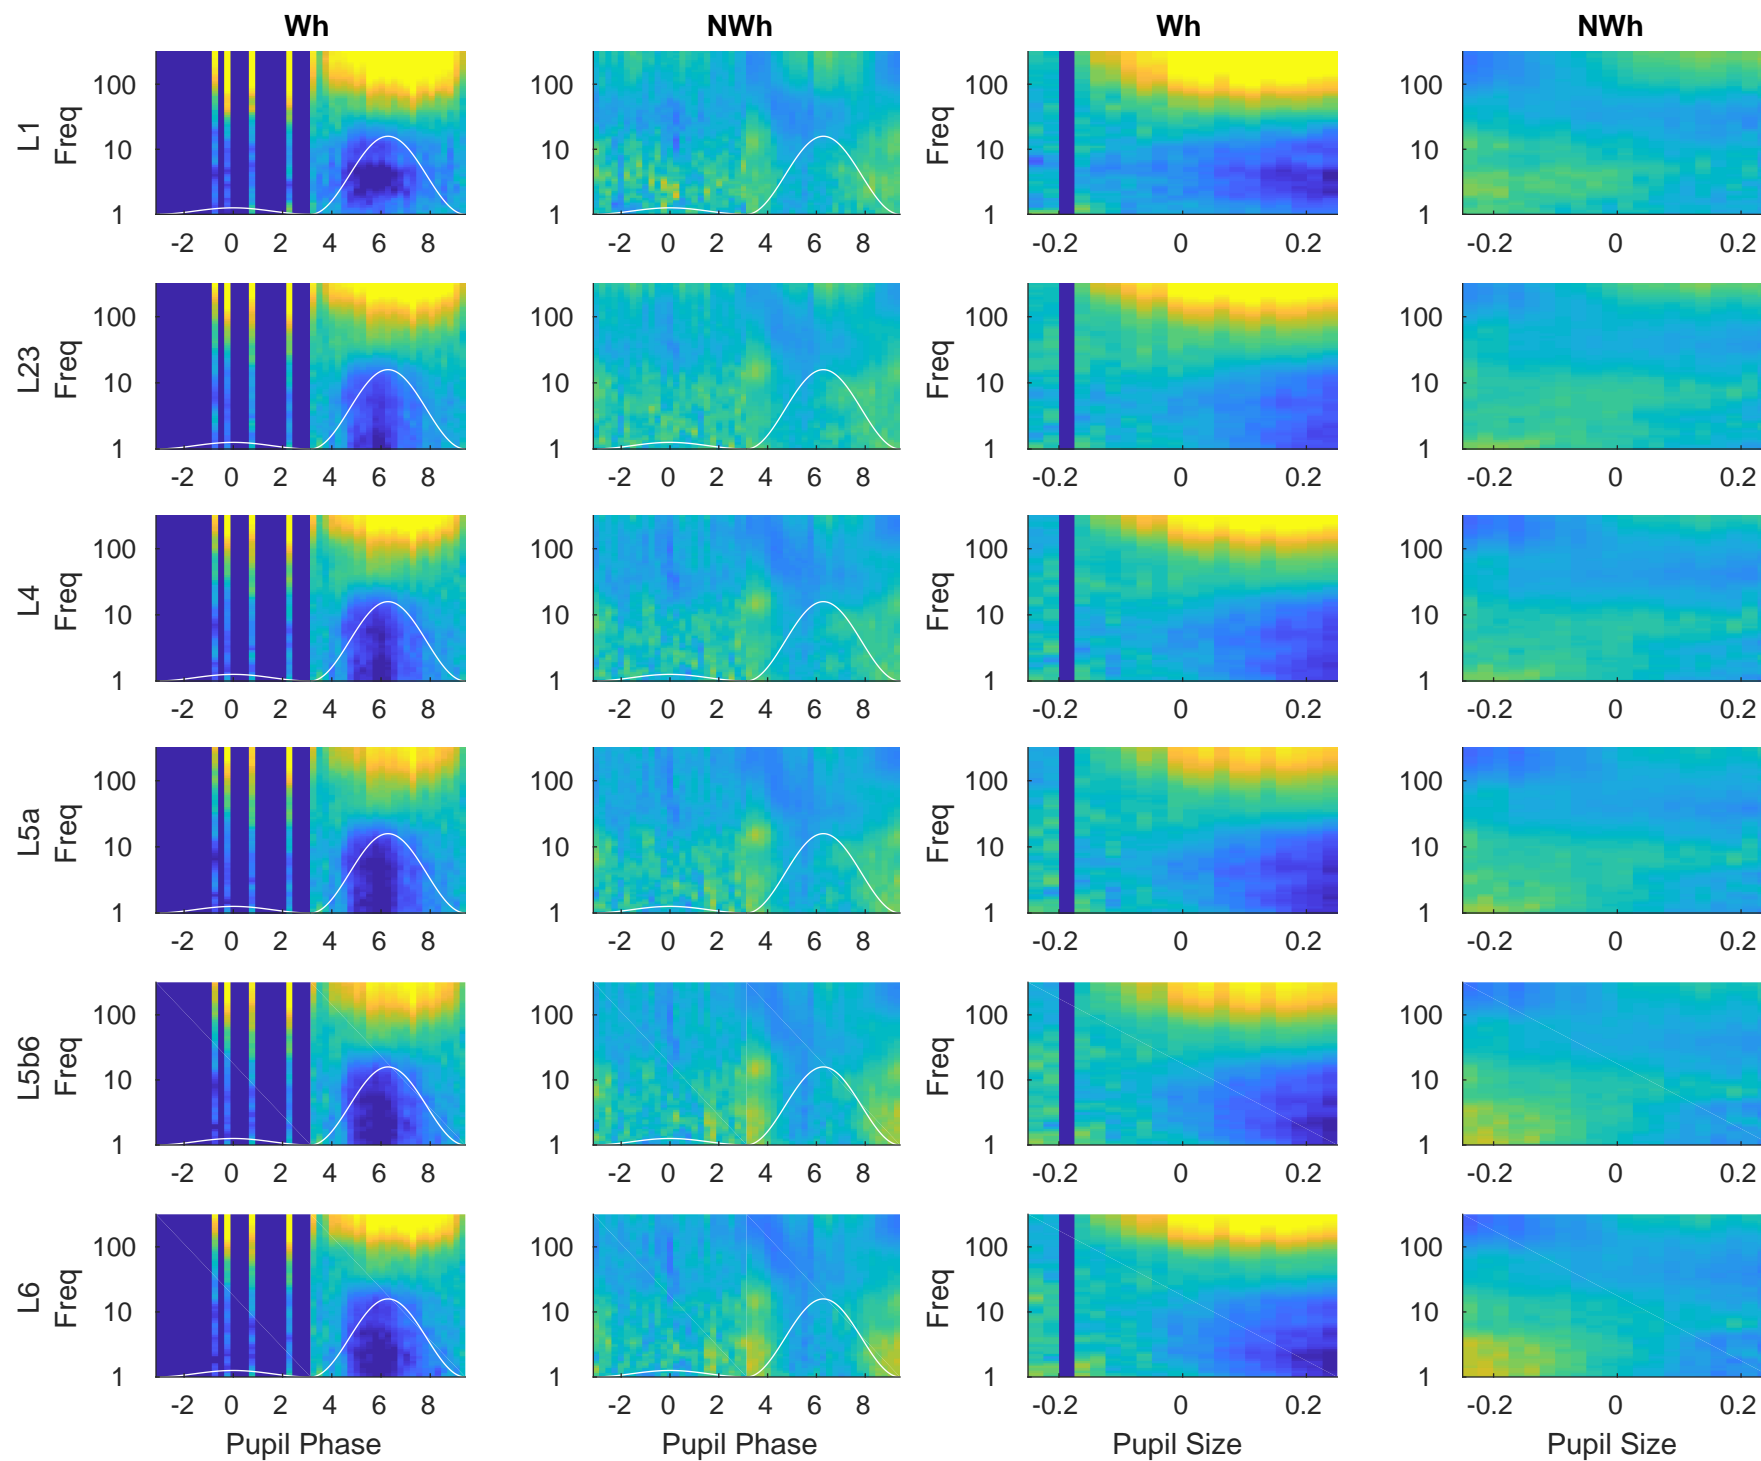 Wh NWh Wh NWh
L1
Freq 100 10 1 100 10 1 Freq 100 10 1 100 10 1
-2 0 2 4 6 8 -2 0 2 4 6 8 -0.2 0 0.2 -0.2 0 0.2
L23
Freq 100 10 1 100 10 1 Freq 100 10 1 100 10 1
-2 0 2 4 6 8 -2 0 2 4 6 8 -0.2 0 0.2 -0.2 0 0.2
L4
Freq 100 10 1 100 10 1 Freq 100 10 1 100 10 1
-2 0 2 4 6 8 -2 0 2 4 6 8 -0.2 0 0.2 -0.2 0 0.2
L5a
Freq 100 10 1 100 10 1 Freq 100 10 1 100 10 1
-2 0 2 4 6 8 -2 0 2 4 6 8 -0.2 0 0.2 -0.2 0 0.2
L5b6
Freq 100 10 1 100 10 1 Freq 100 10 1 100 10 1
-2 0 2 4 6 8 -2 0 2 4 6 8 -0.2 0 0.2 -0.2 0 0.2
L6
Freq 100 10 1 100 10 1 Freq 100 10 1 100 10 1
-2 0 2 4 6 8 -2 0 2 4 6 8 -0.2 0 0.2 -0.2 0 0.2
Pupil Phase Pupil Phase Pupil Size Pupil Size